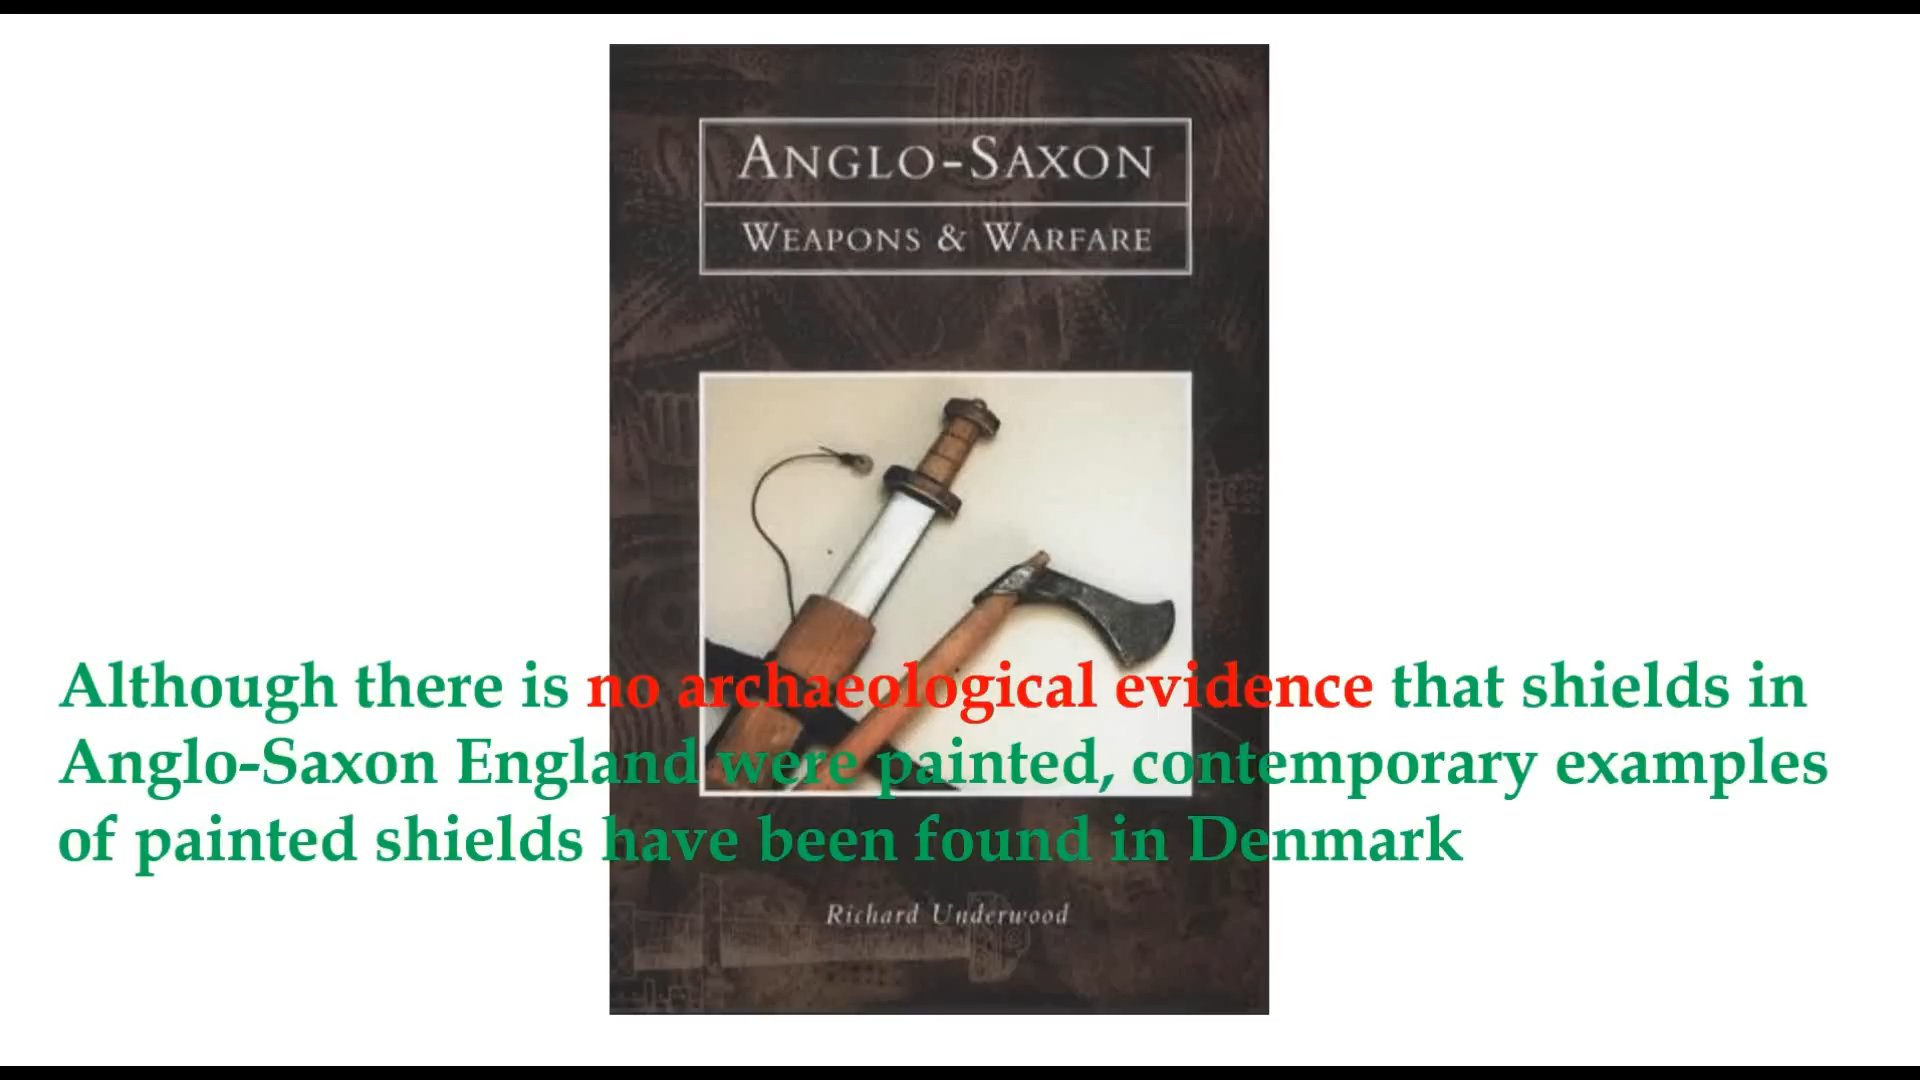 ANGLO-SAXON
WEAPONS & WARFARE
Although there is no archaeological evidence that shields in
Anglo-Saxon England were painted, contemporary examples
of painted shields have been found in Denmark
Richard Underwood